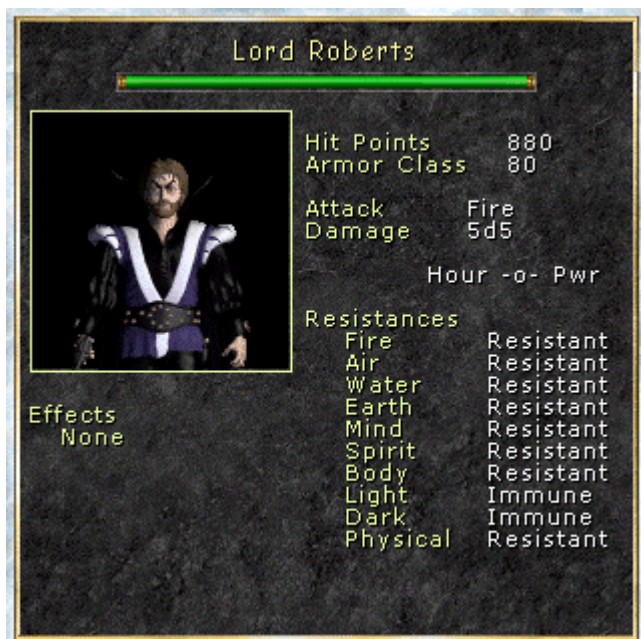 Lord Roberts
Hit Points 880
Armor Class 80
Attack Fire
Damage 5d5
Hour -o- Pwr
Resistances
Fire Resistant
Air Resistant
Water Resistant
Earth Resistant
Mind Resistant
Spirit Resistant
Body Resistant
Light Immune
Dark Immune
Physical Resistant
Effects
None